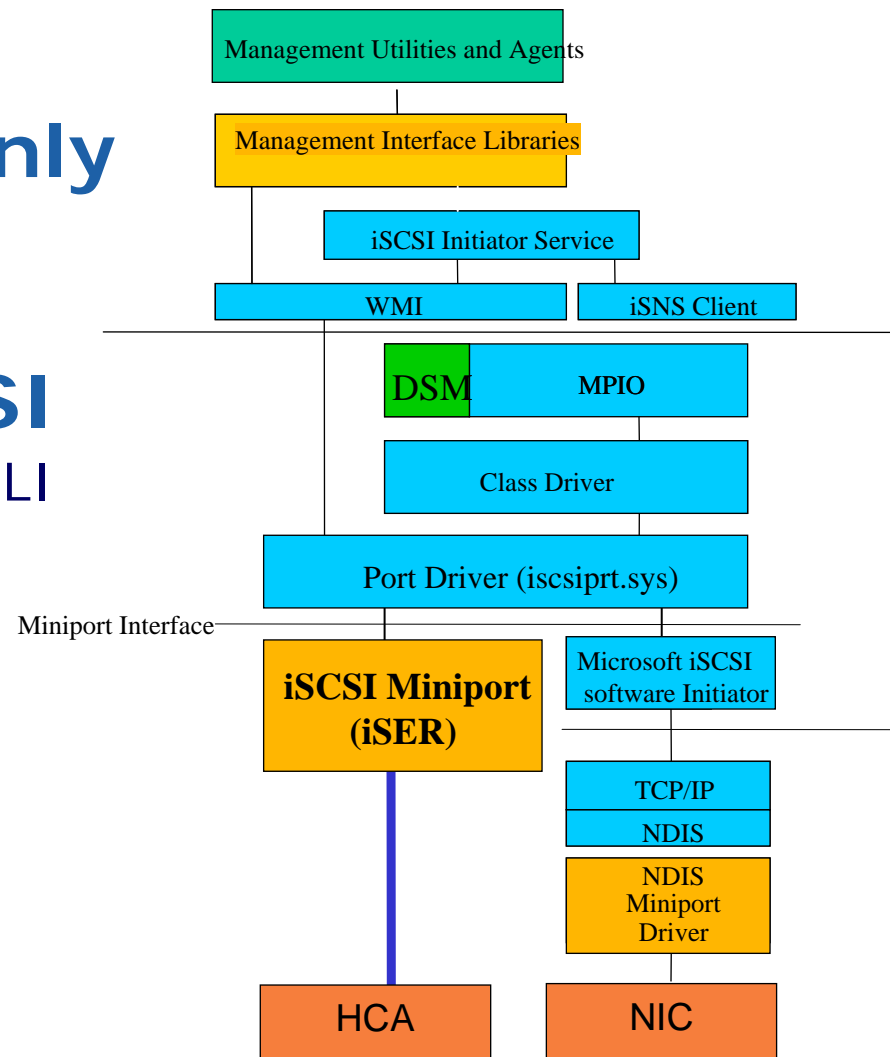 Management Utilities and Agents
nly
Management Interface Libraries
iSCSI Initiator Service
WMI
iSNS Client
SI
DSM
MPIO
LI
Class Driver
Port Driver (iscsiprt.sys)
Miniport Interface
iSCSI Miniport
(iSER)
Microsoft iSCSI
software Initiator
TCP/IP
NDIS
NDIS
Miniport
Driver
HCA
NIC